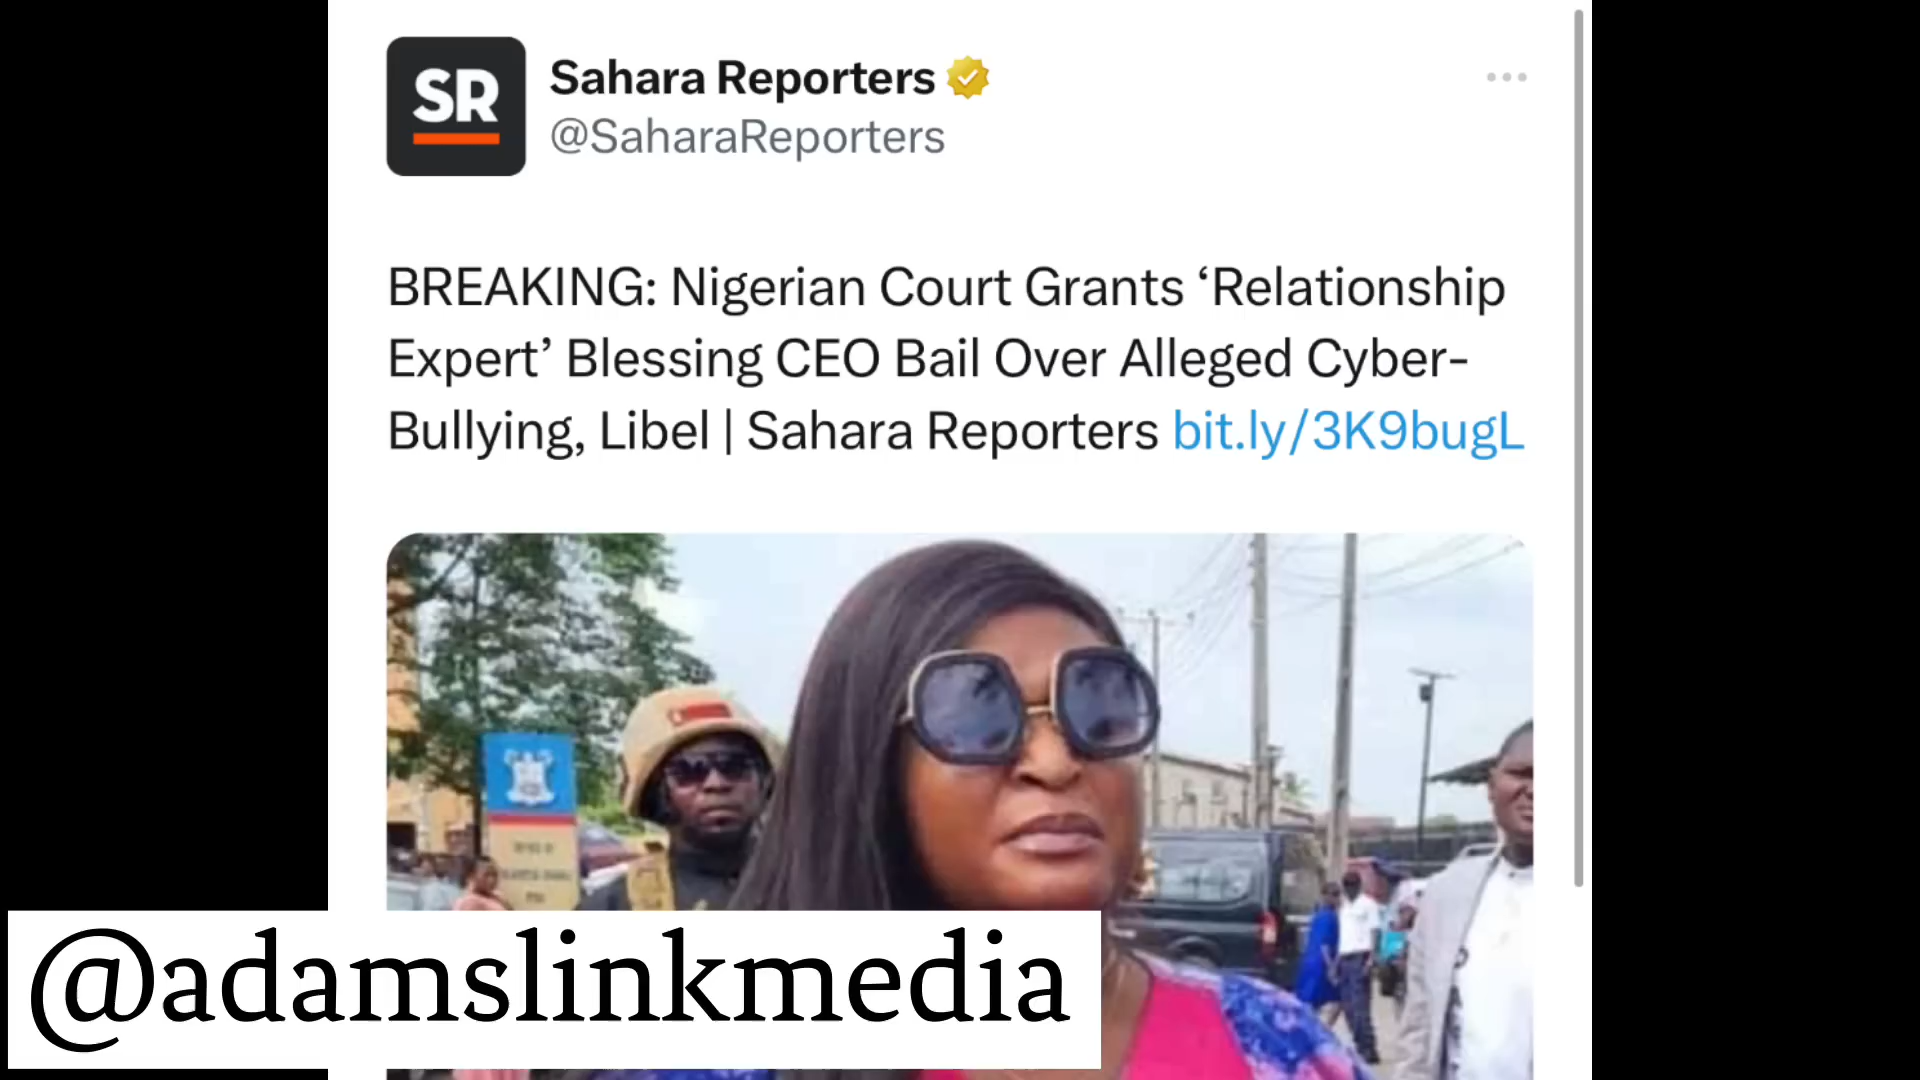 SR
Sahara Reporters
@SaharaReporters
BREAKING: Nigerian Court Grants ‘Relationship
Expert’ Blessing CEO Bail Over Alleged Cyber-
Bullying, Libel | Sahara Reporters bit.ly/3K9bugL
@adamslinkmedia